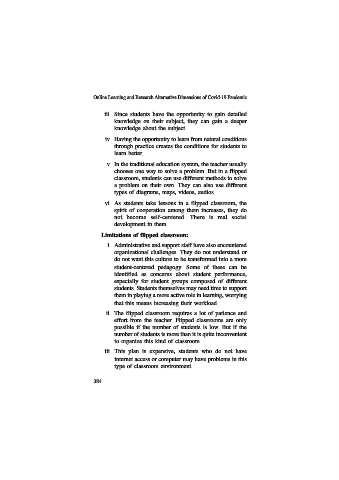 Online Learning and Research Alternative Dimensions of Covid-19 Pandemic
iii Since students have the opportunity to gain detailed
knowledge on their subject, they can gain a deeper
knowledge about the subject
iv Having the opportunity to learn from natural conditions
through practice creates the conditions for students to
learn better
v In the traditional education system, the teacher usually
chooses one way to solve a problem But in a flipped
classroom, students can use different methods to solve
a problem on their own They can also use different
types of diagrams, maps, videos, audios
vi As students take lessons in a flipped classroom, the
spirit of cooperation among them increases, they do
not become self-centered There is real social
development in them
Limitations of flipped classroom:
i Administrative and support staff have also encountered
organizational challenges They do not understand or
do not want this culture to be transformed into a more
student-centered pedagogy Some of these can be
identified as concerns about student performance,
especially for student groups composed of different
students Students themselves may need time to support
them in playing a more active role in learning, worrying
that this means increasing their workload
ii The flipped classroom requires a lot of patience and
effort from the teacher Flipped classrooms are only
possible if the number of students is low But if the
number of students is more than it is quite inconvenient
to organize this kind of classroom
iii This plan is expensive, students who do not have
internet access or computer may have problems in this
type of classroom environment